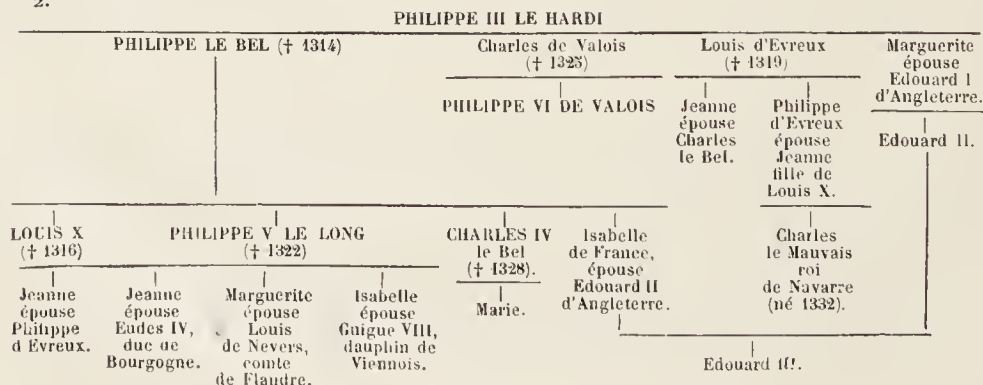 2.
PHILIPPE III LE HARDI
PHILIPPE LE BEL († 1314)
Charles de Valois
(† 1325)
PHILIPPE VI DE VALOIS
Louis d'Evreux
(† 1319)
Jeanne
épouse
Charles
le Bel.
Philippe
d'Evreux
épouse
Jeanne
fille de
Louis X.
Charles
le Mauvais
roi
de Navarre
(né 1332).
Marguerite
épouse
Edouard I
d'Angleterre.
Edouard II.
LOUIS X
(† 1316)
Jeanne
épouse
Philippe
d'Evreux.
PHILIPPE V LE LONG
(† 1322)
Jeanne
épouse
Eudes IV,
duc de
Bourgogne.
Marguerite
épouse
Louis
de Nevers,
comte
de Flandre.
Isabelle
épouse
Guigue VIII,
dauphin de
Viennois.
CHARLES IV
le Bel
(† 1328).
Marie.
Isabelle
de France,
épouse
Edouard II
d'Angleterre.
Edouard III.